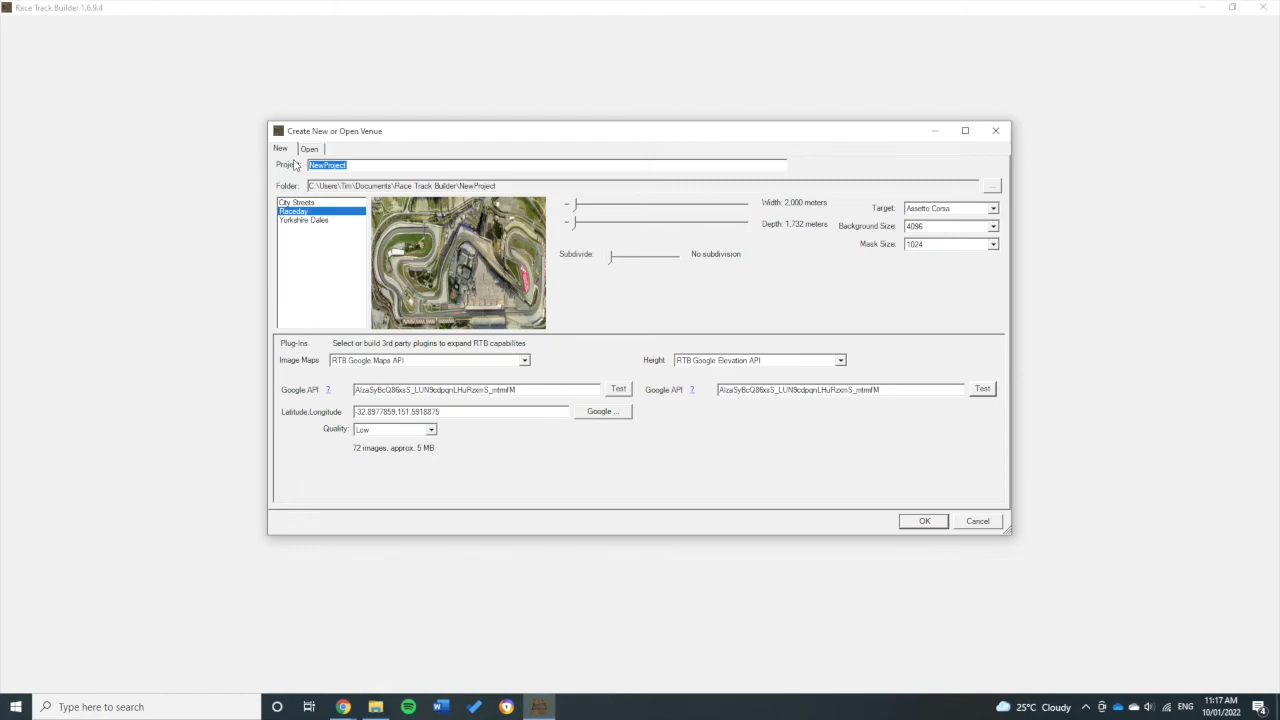 Race Track Builder 1.6.9.4
Create New or Open Venue
New Open
Project NewProject
Folder: C:\Users\Tim\Documents\Race Track Builder\NewProject ...
City Streets
Raceday
Yorkshire Dales
Width: 2,000 meters
Depth: 1,732 meters
Subdivide: No subdivision
Target: Assetto Corsa
Background Size: 4096
Mask Size: 1024
Plug-Ins Select or build 3rd party plugins to expand RTB capabilites
Image Maps RTB Google Maps API
Height RTB Google Elevation API
Google API ? Test
Google API ? Test
Latitude,Longitude -32.8977859,151.5918875 Google ...
Quality: Low
72 images, approx. 5 MB
OK Cancel
Type here to search
25°C Cloudy
ENG
11:17 AM
10/01/2022
4